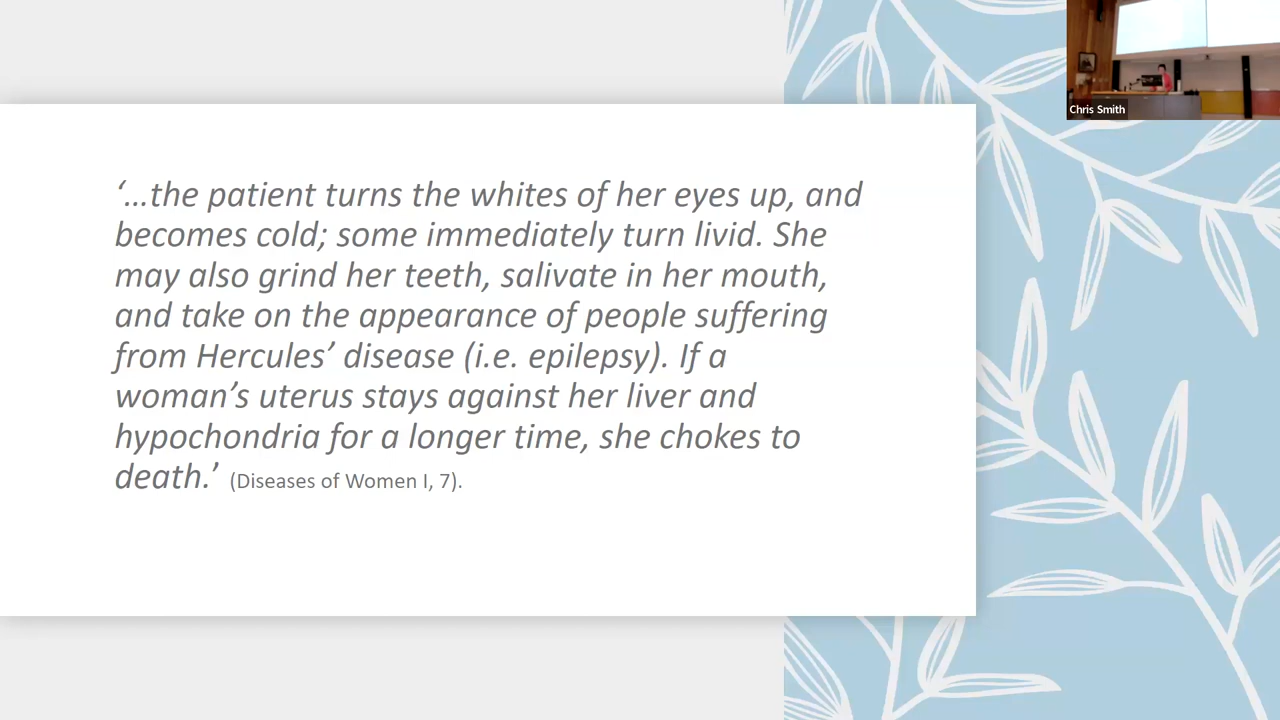 ‘...the patient turns the whites of her eyes up, and
becomes cold; some immediately turn livid. She
may also grind her teeth, salivate in her mouth,
and take on the appearance of people suffering
from Hercules’ disease (i.e. epilepsy). If a
woman’s uterus stays against her liver and
hypochondria for a longer time, she chokes to
death.’ (Diseases of Women I, 7).
Chris Smith